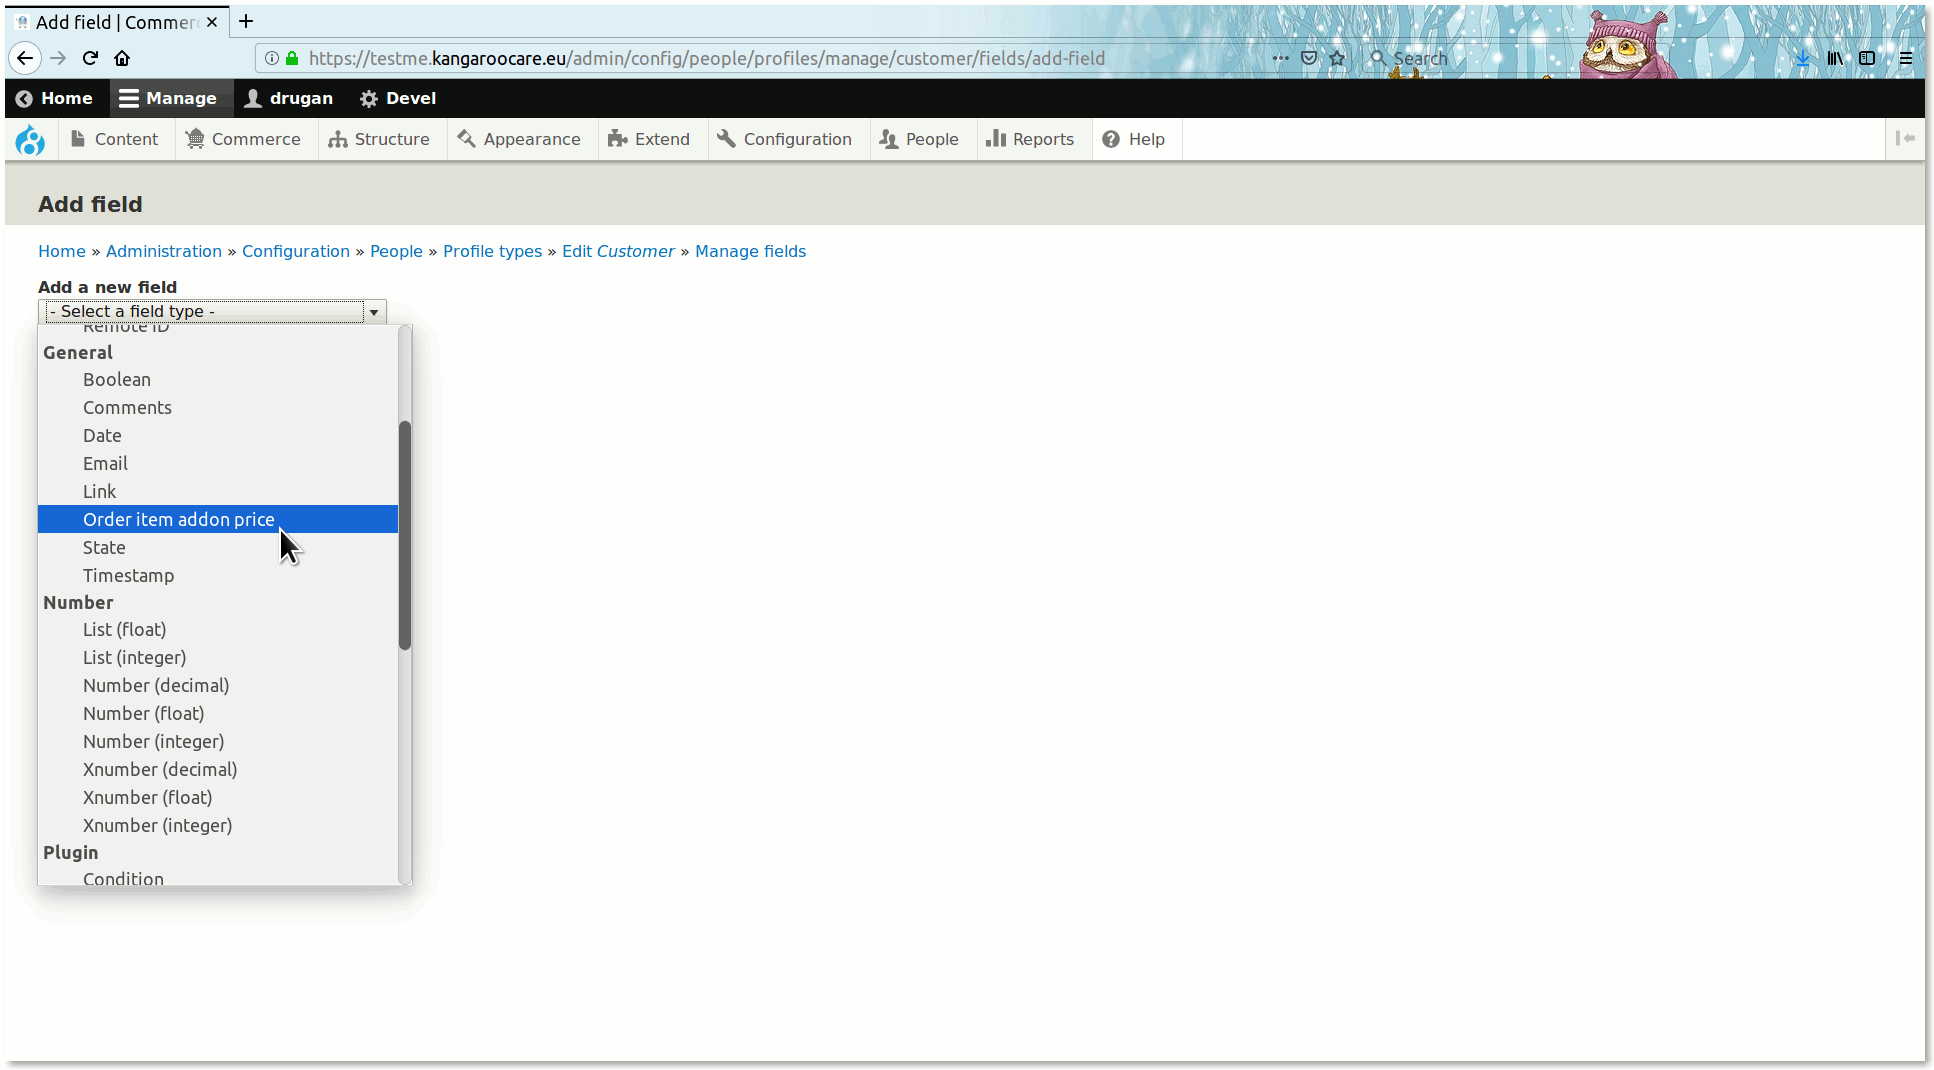 Add field | Commer
https://testme.kangaroocare.eu/admin/config/people/profiles/manage/customer/fields/add-field
Search
Home Manage drugan Devel
Content Commerce Structure Appearance Extend Configuration People Reports Help
Add field
Home » Administration » Configuration » People » Profile types » Edit Customer » Manage fields
Add a new field
- Select a field type -
Remote ID
General
Boolean
Comments
Date
Email
Link
Order item addon price
State
Timestamp
Number
List (float)
List (integer)
Number (decimal)
Number (float)
Number (integer)
Xnumber (decimal)
Xnumber (float)
Xnumber (integer)
Plugin
Condition